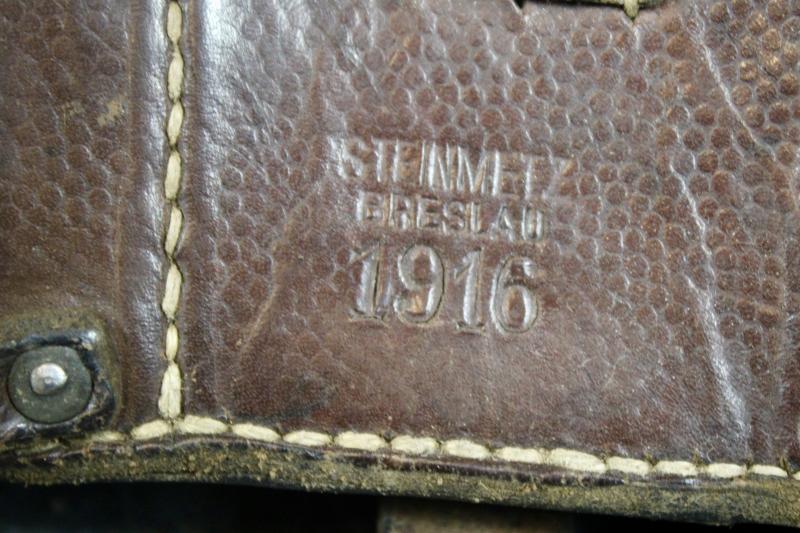 STEINMETZ
BRESLAU
1916